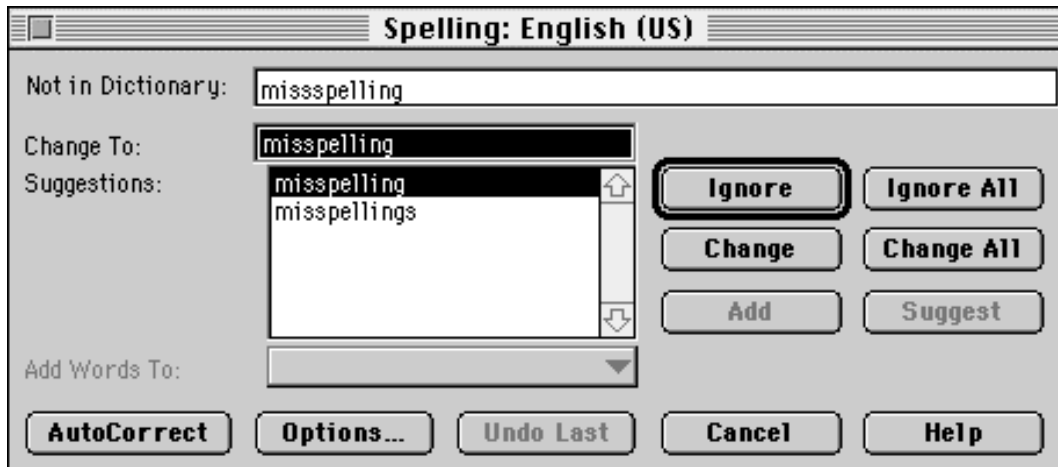 Spelling: English (US)
Not in Dictionary: missspelling
Change To: misspelling
Suggestions: misspelling
misspellings
Ignore Ignore All
Change Change All
Add Suggest
Add Words To:
AutoCorrect Options... Undo Last Cancel Help